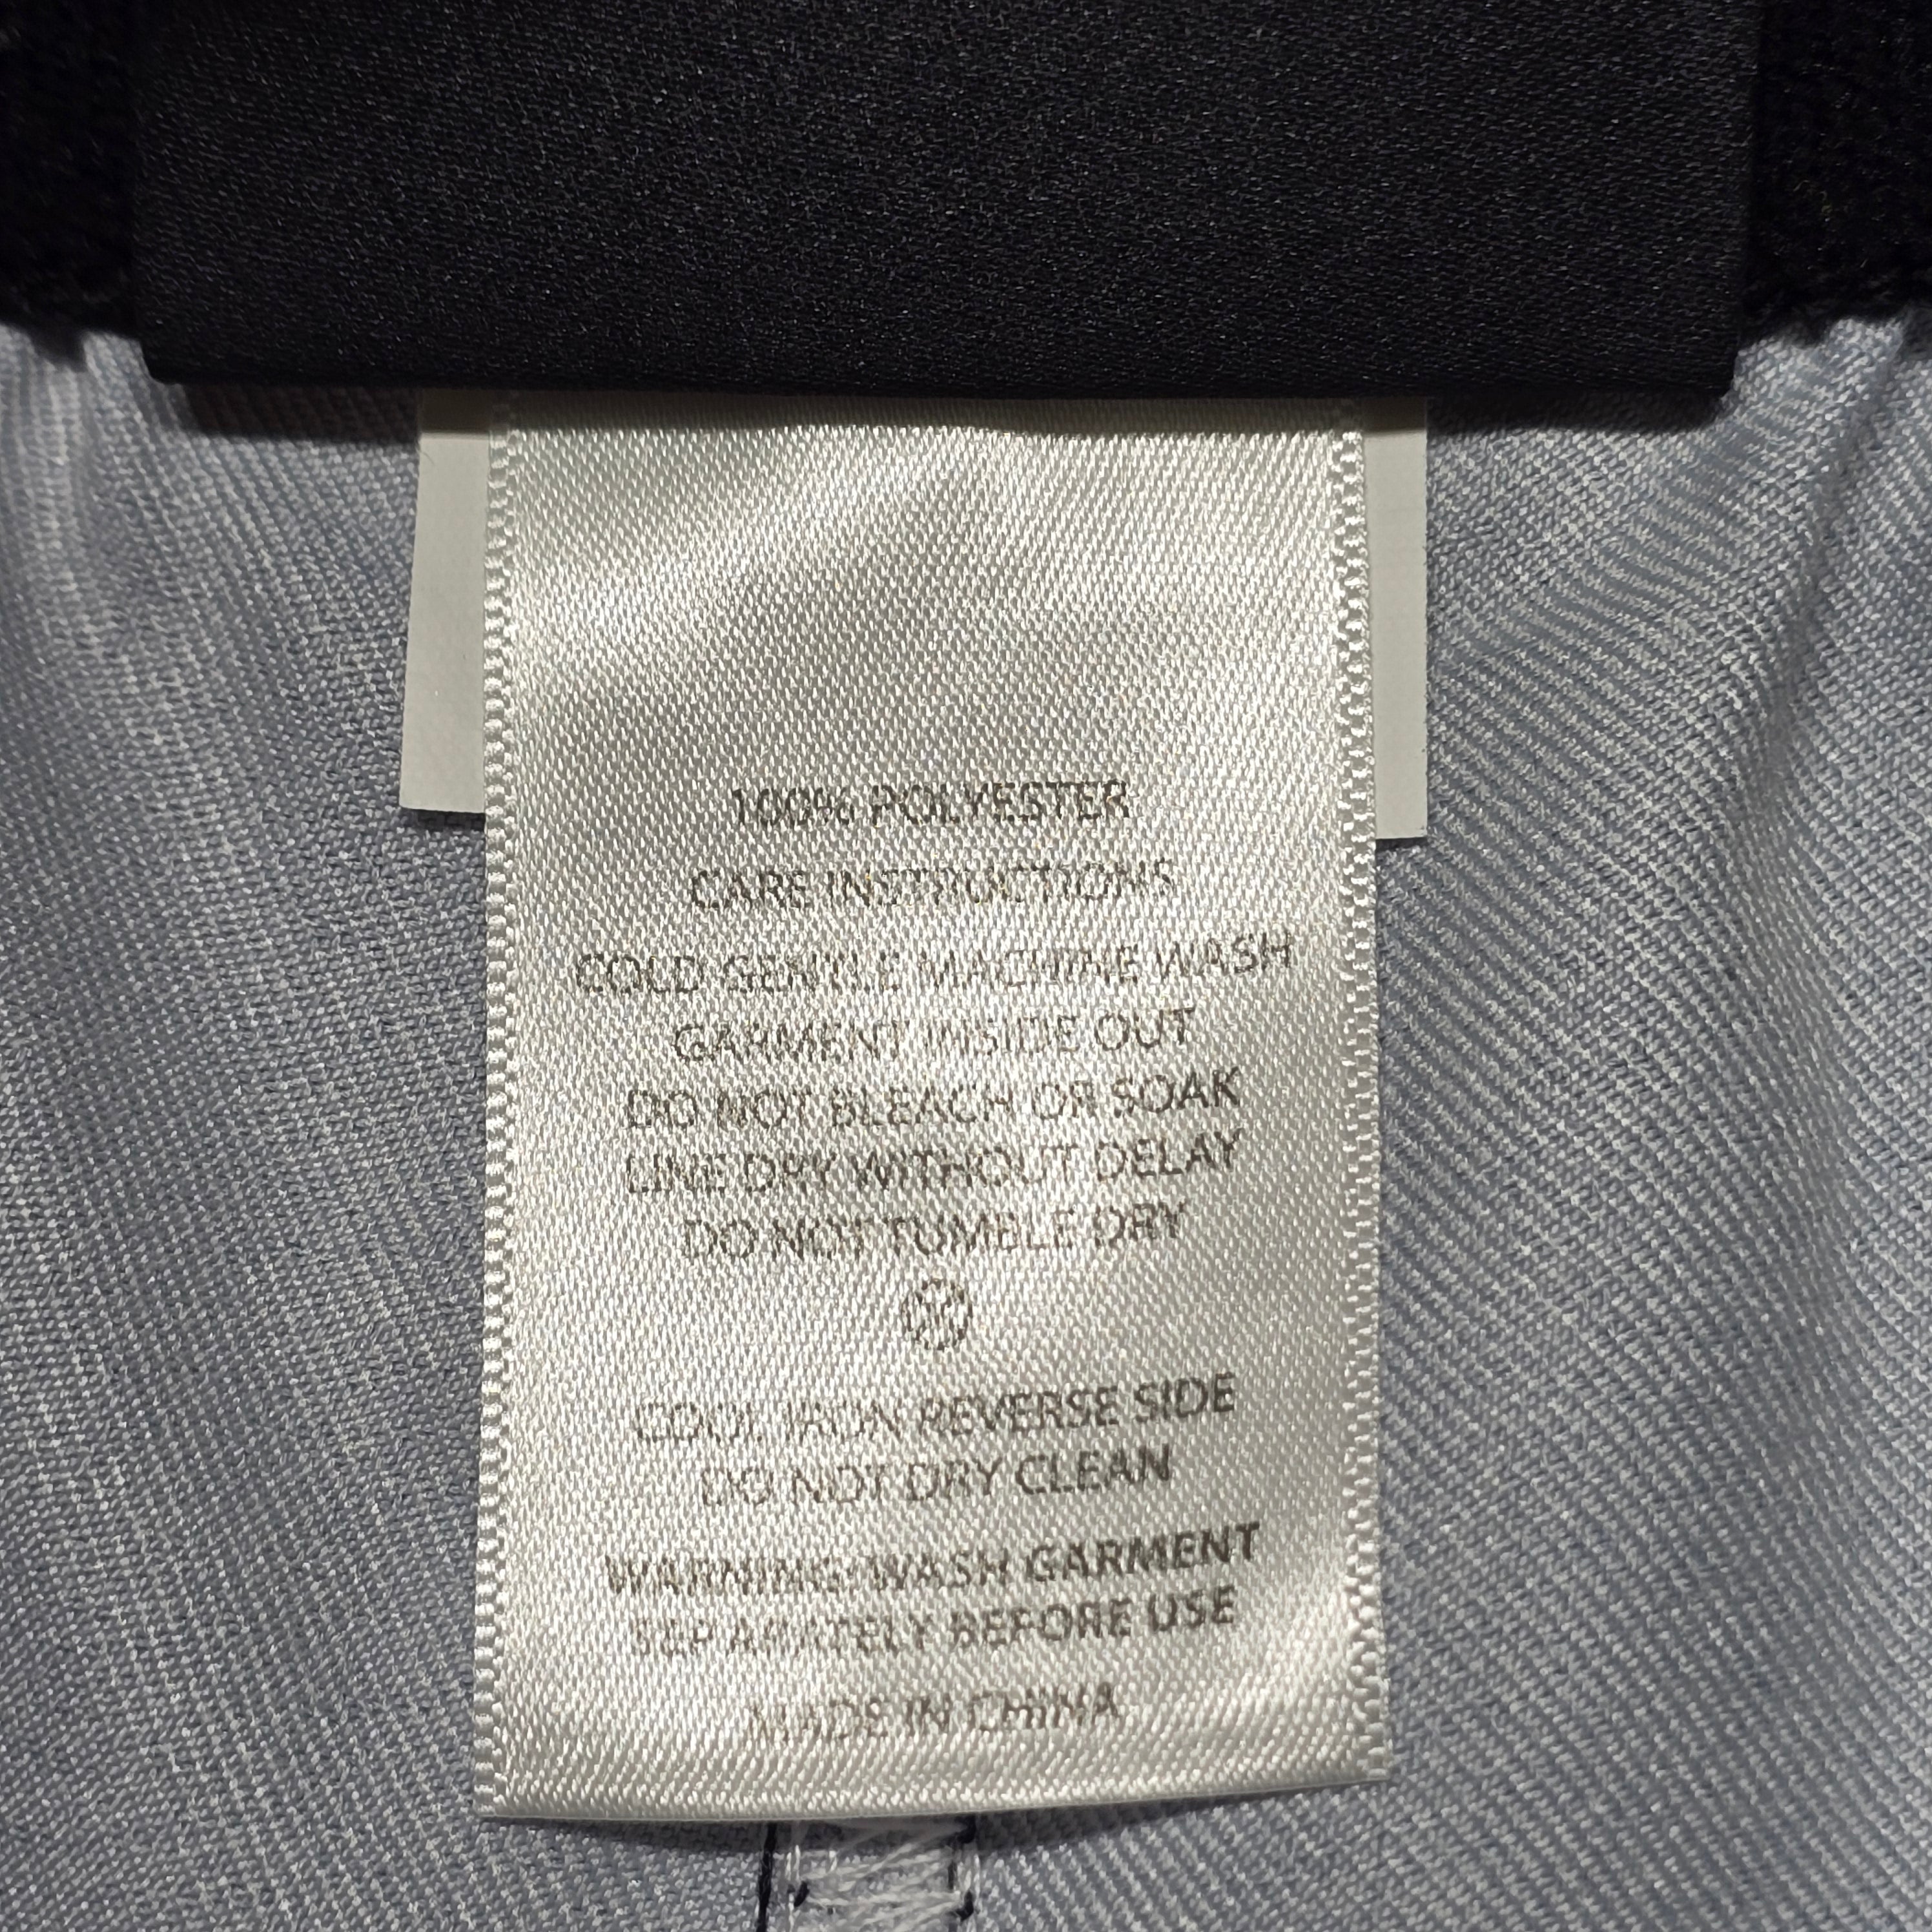 100% POLYESTER
CARE INSTRUCTIONS
COLD GENTLE MACHINE WASH
GARMENT INSIDE OUT
DO NOT BLEACH OR SOAK
LINE DRY WITHOUT DELAY
DO NOT TUMBLE DRY
COOL IRON REVERSE SIDE
DO NOT DRY CLEAN
WARNING: WASH GARMENT
SEPARATELY BEFORE USE
MADE IN CHINA